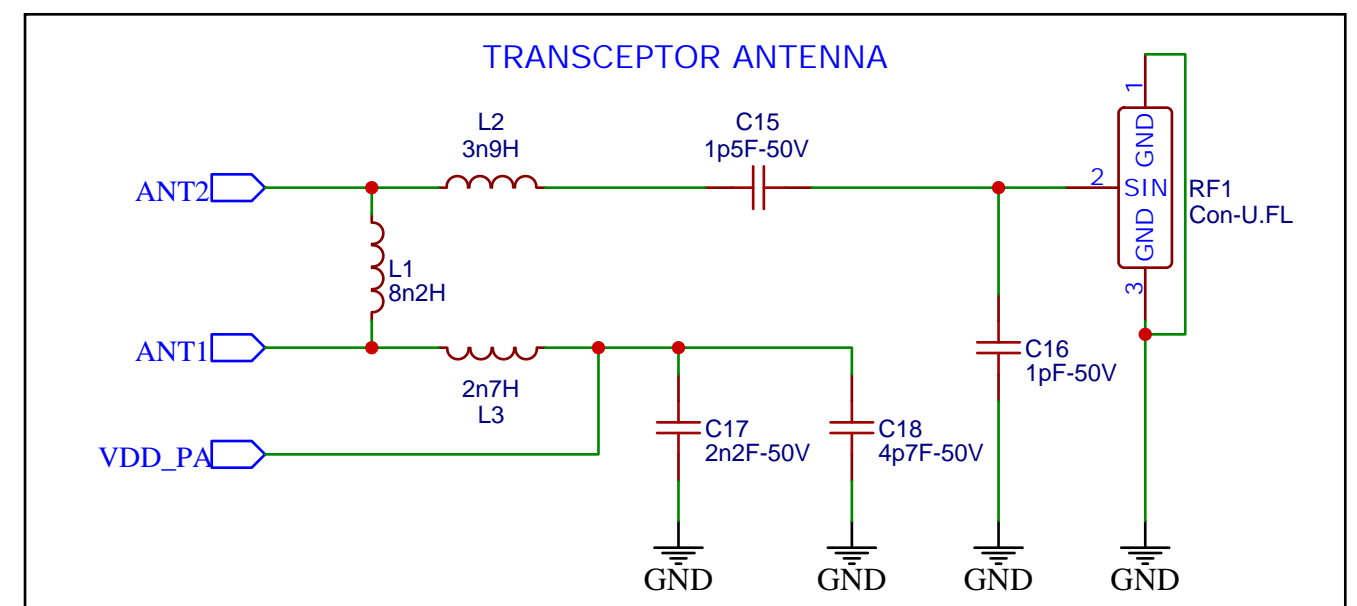 TRANSCEPTOR ANTENNA
L2
3n9H
C15
1p5F-50V
1
GND
ANT2
2
SIN
RF1
Con-U.FL
GND
3
L1
8n2H
ANT1
2n7H
L3
C16
1pF-50V
VDD_PA
C17
2n2F-50V
C18
4p7F-50V
GND
GND
GND
GND